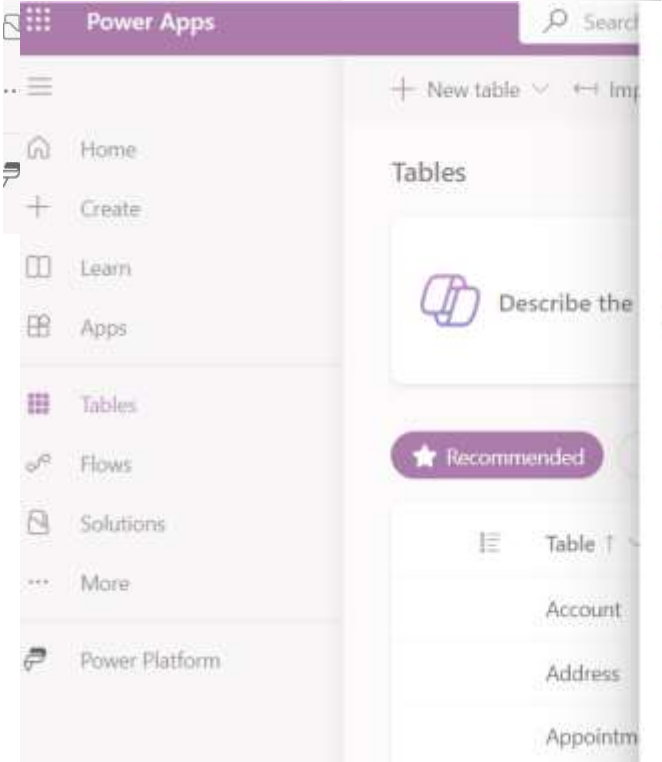 Power Apps
Search
New table
Imp
Home
Create
Learn
Apps
Tables
Flows
Solutions
More
Power Platform
Tables
Describe the
Recommended
Table ↑
Account
Address
Appointm